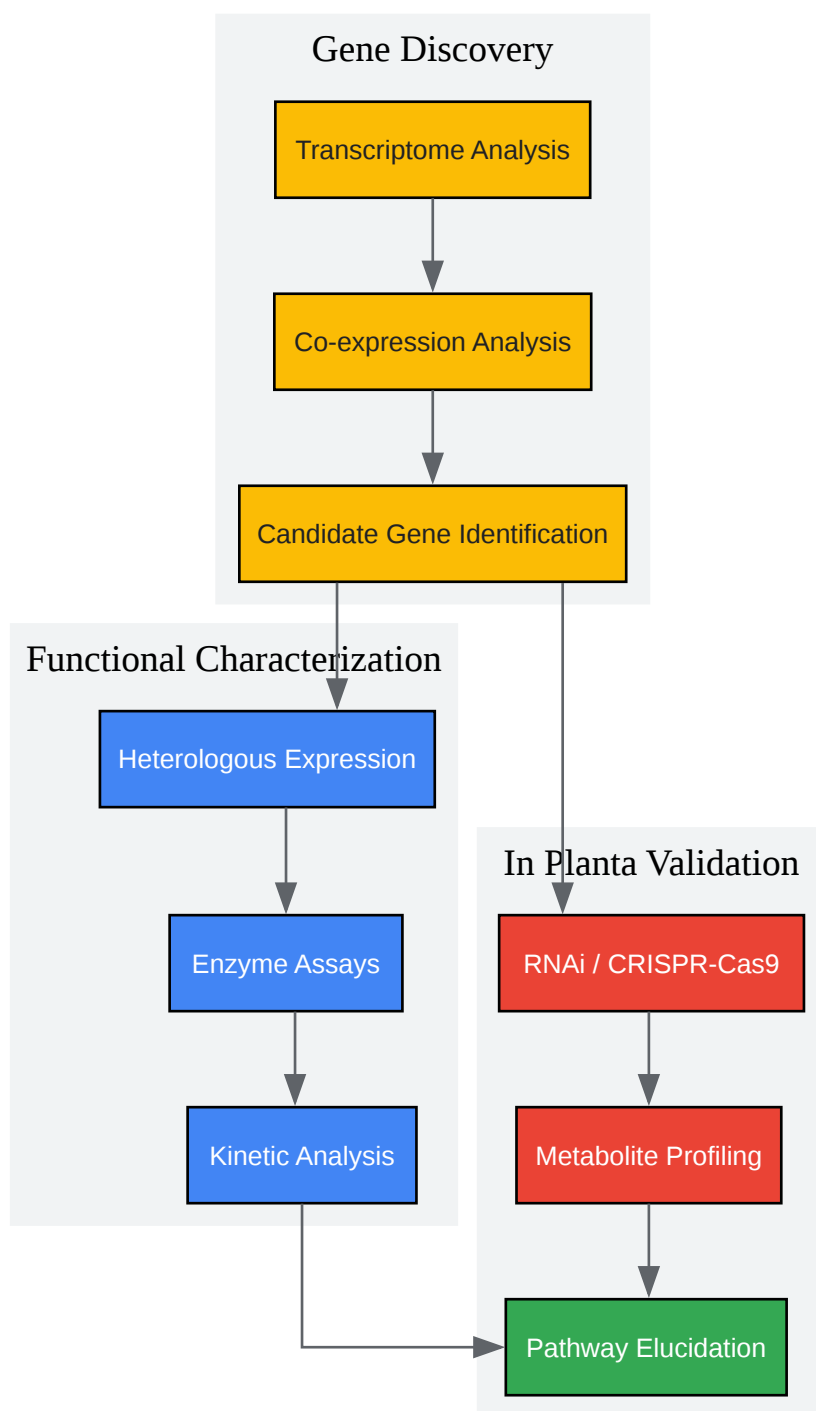 Gene Discovery
Transcriptome Analysis
Co-expression Analysis
Candidate Gene Identification
Functional Characterization
Heterologous Expression
Enzyme Assays
Kinetic Analysis
In Planta Validation
RNAi / CRISPR-Cas9
Metabolite Profiling
Pathway Elucidation